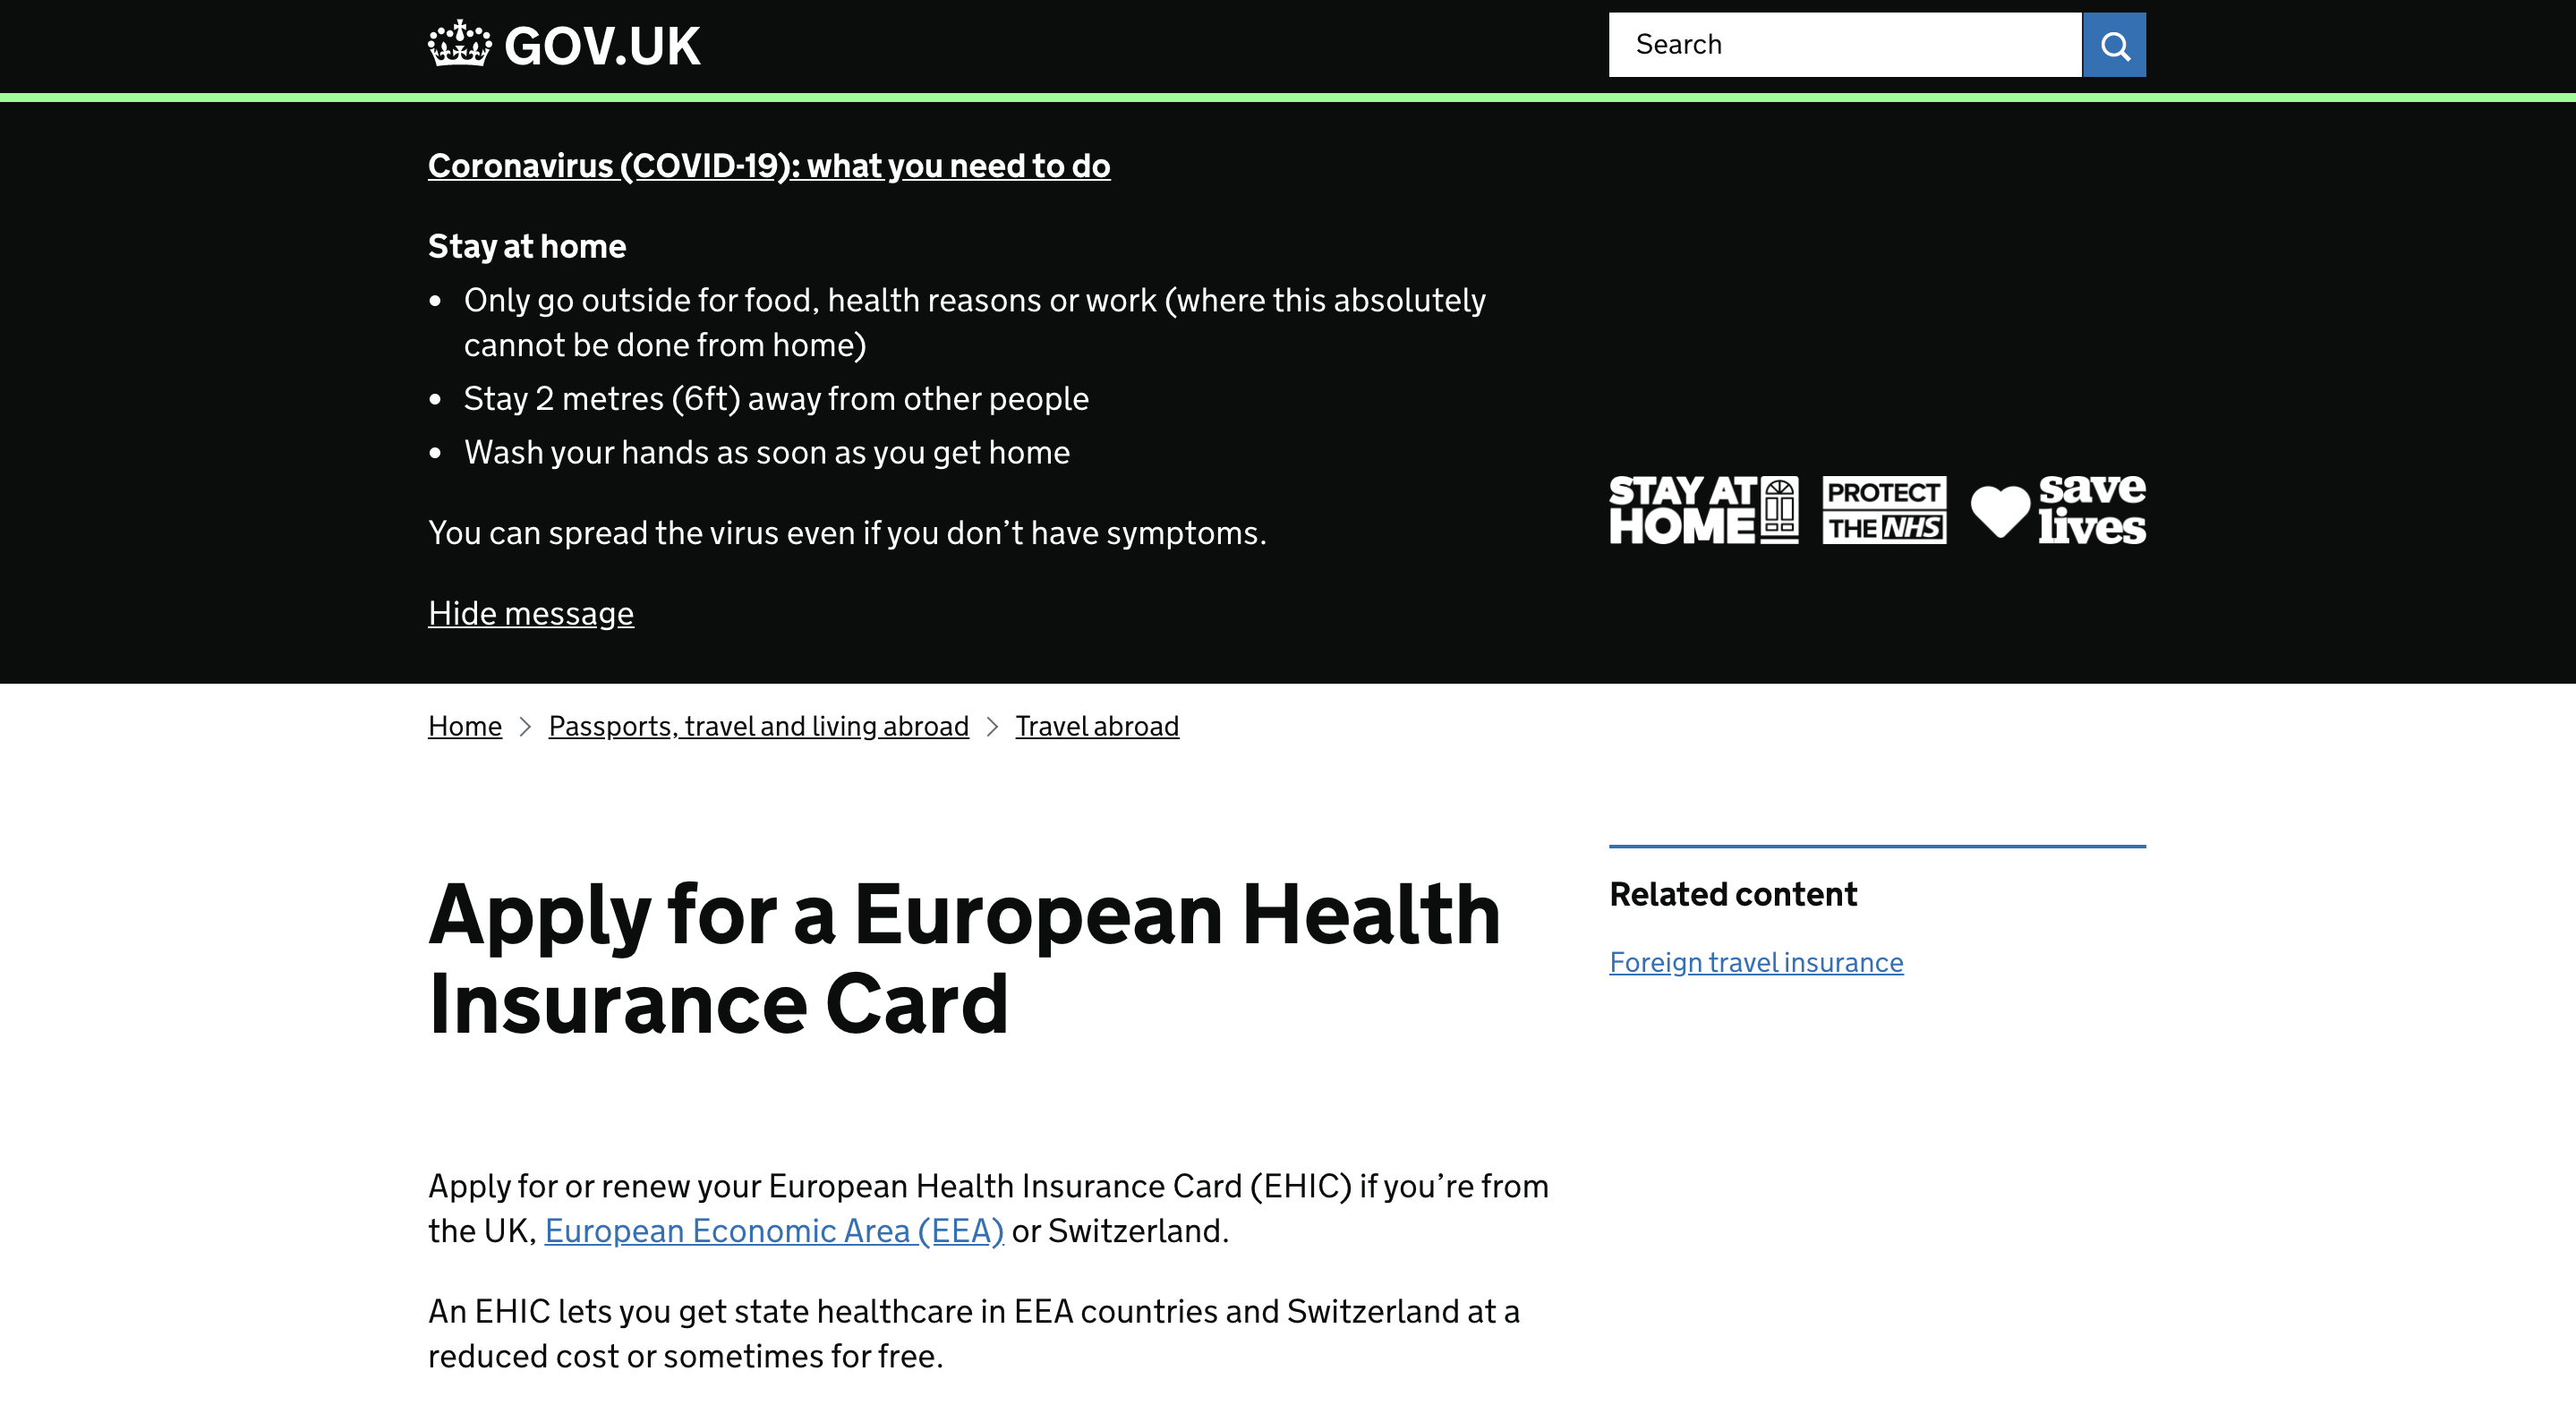 GOV.UK
Search
Coronavirus (COVID-19): what you need to do
Stay at home
Only go outside for food, health reasons or work (where this absolutely
cannot be done from home)
Stay 2 metres (6ft) away from other people
Wash your hands as soon as you get home
You can spread the virus even if you don’t have symptoms.
STAY AT
HOME
PROTECT
THE NHS
save
lives
Hide message
Home
Passports, travel and living abroad
Travel abroad
Apply for a European Health
Insurance Card
Related content
Foreign travel insurance
Apply for or renew your European Health Insurance Card (EHIC) if you’re from
the UK, European Economic Area (EEA) or Switzerland.
An EHIC lets you get state healthcare in EEA countries and Switzerland at a
reduced cost or sometimes for free.